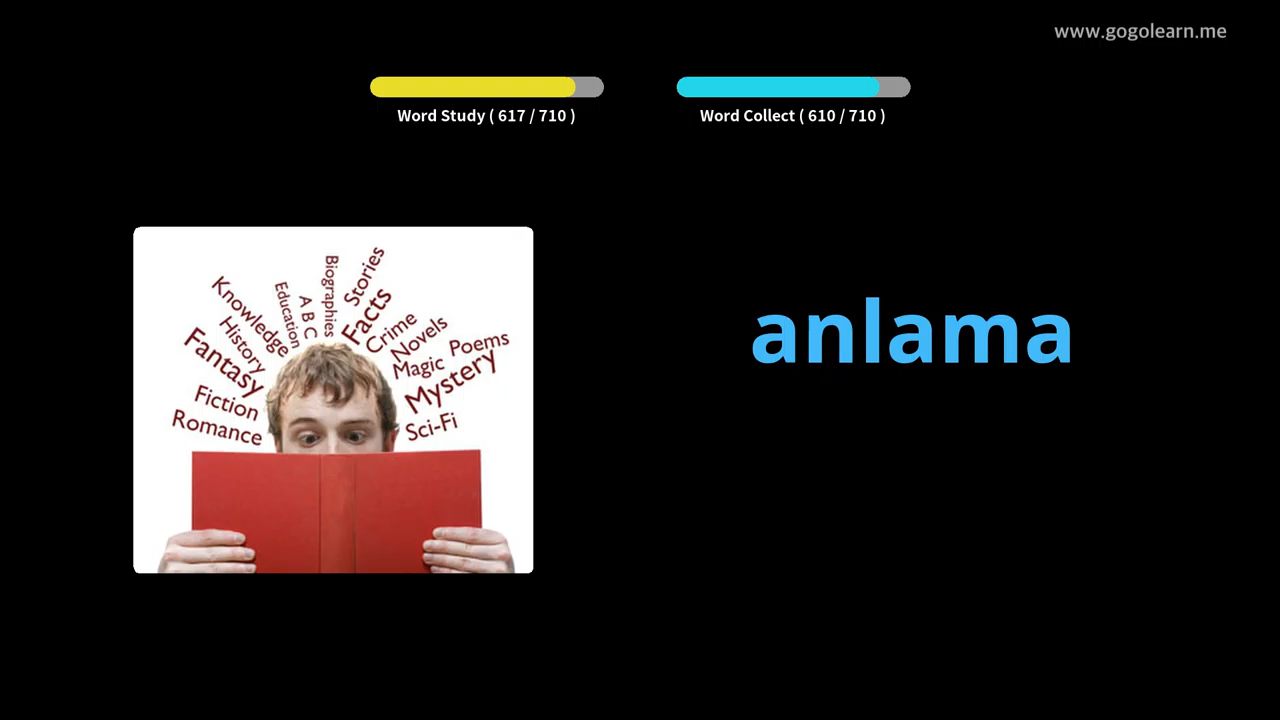 www.gogolearn.me
Word Study ( 617 / 710 )
Word Collect ( 610 / 710 )
anlama
Knowledge
History
Fantasy
Fiction
Romance
Education
A B C
Biographies
Stories
Facts
Crime
Novels
Magic
Poems
Mystery
Sci-Fi